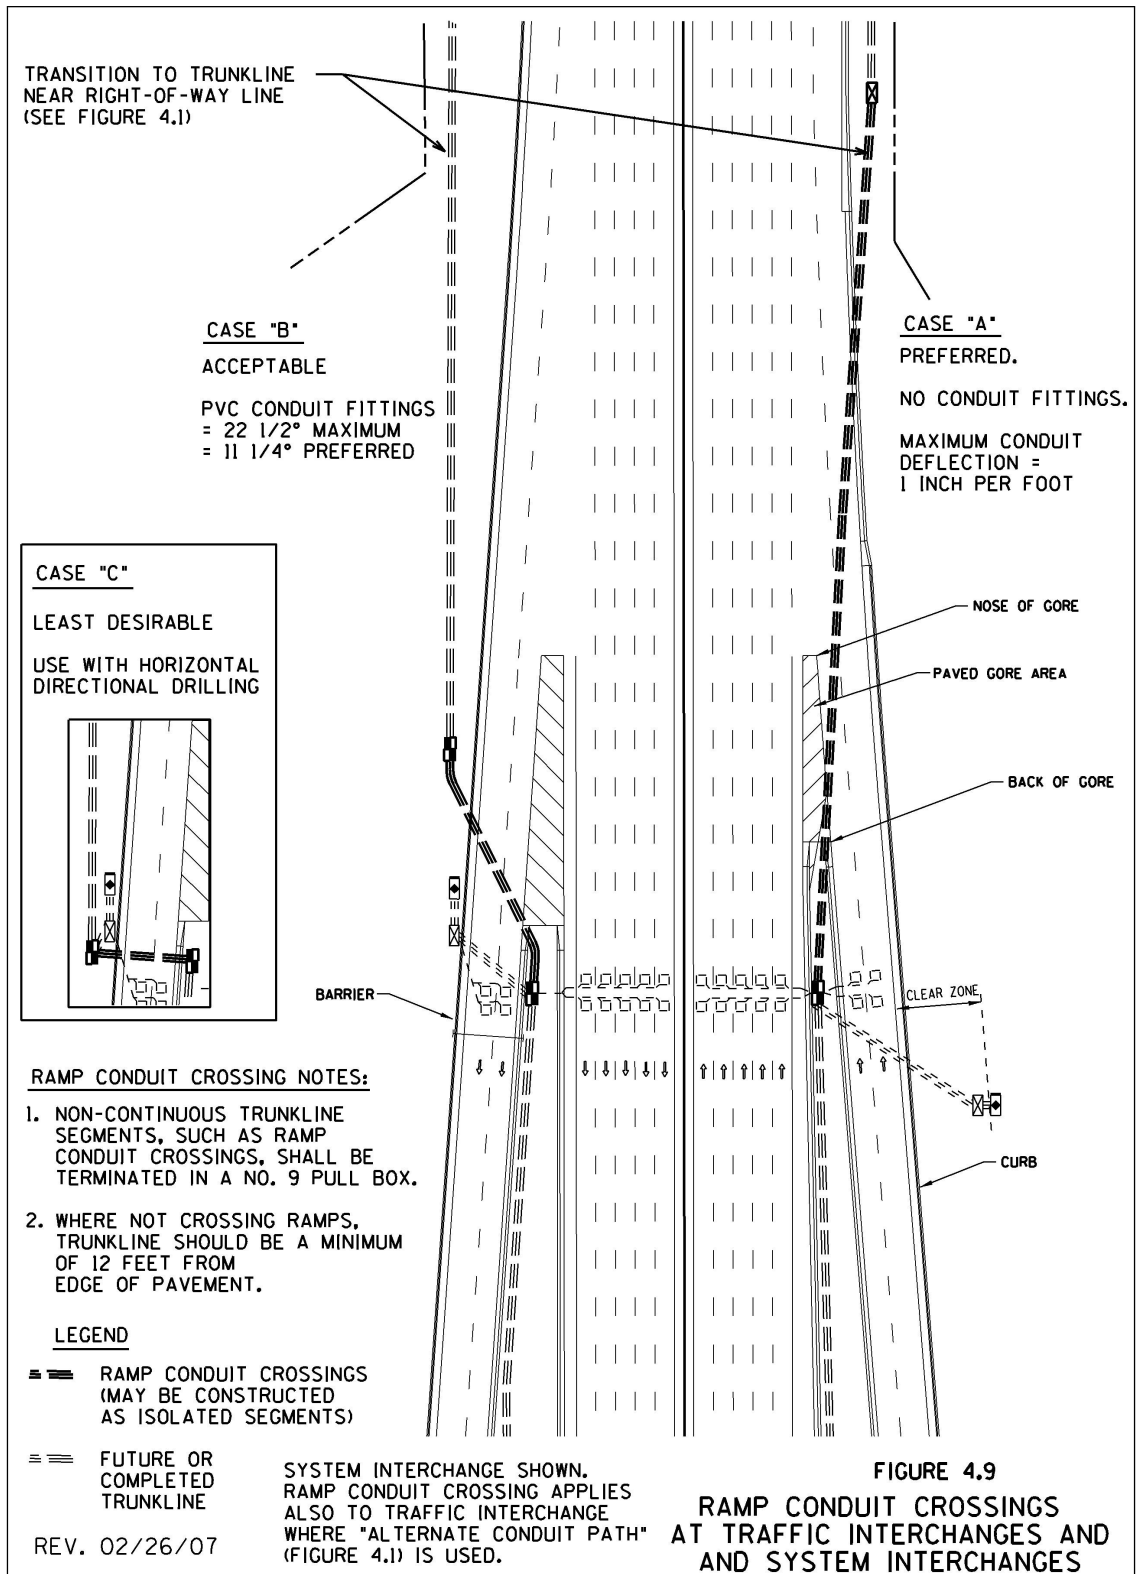 TRANSITION TO TRUNKLINE
NEAR RIGHT-OF-WAY LINE
(SEE FIGURE 4.1)
CASE "B"
ACCEPTABLE
PVC CONDUIT FITTINGS
= 22 1/2° MAXIMUM
= 11 1/4° PREFERRED
CASE "A"
PREFERRED.
NO CONDUIT FITTINGS.
MAXIMUM CONDUIT
DEFLECTION =
1 INCH PER FOOT
CASE "C"
LEAST DESIRABLE
USE WITH HORIZONTAL
DIRECTIONAL DRILLING
NOSE OF GORE
PAVED GORE AREA
BACK OF GORE
BARRIER
CLEAR ZONE
CURB
RAMP CONDUIT CROSSING NOTES:
1. NON-CONTINUOUS TRUNKLINE
SEGMENTS, SUCH AS RAMP
CONDUIT CROSSINGS, SHALL BE
TERMINATED IN A NO. 9 PULL BOX.
2. WHERE NOT CROSSING RAMPS,
TRUNKLINE SHOULD BE A MINIMUM
OF 12 FEET FROM
EDGE OF PAVEMENT.
LEGEND
RAMP CONDUIT CROSSINGS
(MAY BE CONSTRUCTED
AS ISOLATED SEGMENTS)
FUTURE OR
COMPLETED
TRUNKLINE
REV. 02/26/07
SYSTEM INTERCHANGE SHOWN.
RAMP CONDUIT CROSSING APPLIES
ALSO TO TRAFFIC INTERCHANGE
WHERE "ALTERNATE CONDUIT PATH"
(FIGURE 4.1) IS USED.
FIGURE 4.9
RAMP CONDUIT CROSSINGS
AT TRAFFIC INTERCHANGES AND
AND SYSTEM INTERCHANGES